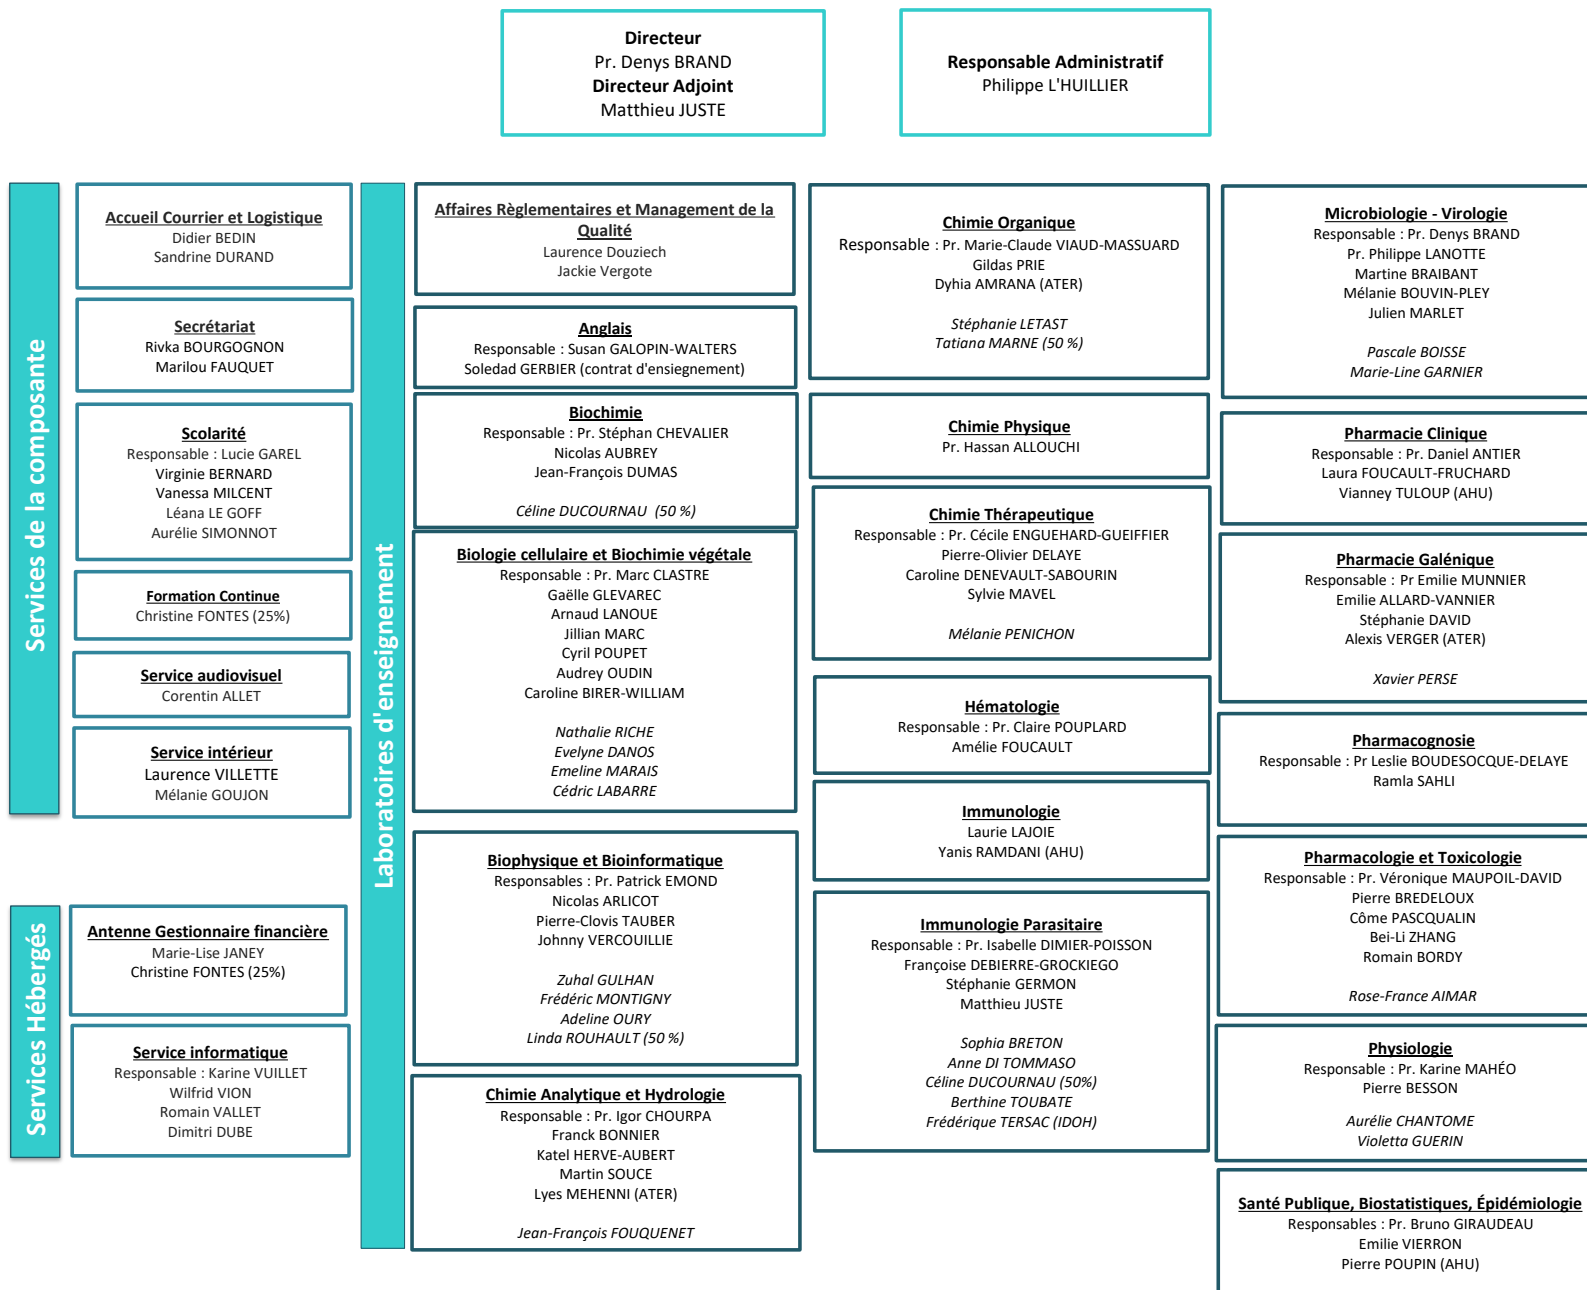 Directeur
Pr. Denys BRAND
Directeur Adjoint
Matthieu JUSTE
Responsable Administratif
Philippe L'HUILLIER
Services de la composante
Accueil Courrier et Logistique
Didier BEDIN
Sandrine DURAND
Secrétariat
Rivka BOURGOGNON
Marilou FAUQUET
Scolarité
Responsable : Lucie GAREL
Virginie BERNARD
Vanessa MILCENT
Léana LE GOFF
Aurélie SIMONNOT
Formation Continue
Christine FONTES (25%)
Service audiovisuel
Corentin ALLET
Service intérieur
Laurence VILLETTE
Mélanie GOUJON
Services Hébergés
Antenne Gestionnaire financière
Marie-Lise JANEY
Christine FONTES (25%)
Service informatique
Responsable : Karine VUILLET
Wilfrid VION
Romain VALLET
Dimitri DUBE
Laboratoires d'enseignement
Affaires Règlementaires et Management de la
Qualité
Laurence Douziech
Jackie Vergote
Anglais
Responsable : Susan GALOPIN-WALTERS
Soledad GERBIER (contrat d'ensiegnement)
Biochimie
Responsable : Pr. Stéphan CHEVALIER
Nicolas AUBREY
Jean-François DUMAS
Céline DUCOURNAU (50 %)
Biologie cellulaire et Biochimie végétale
Responsable : Pr. Marc CLASTRE
Gaëlle GLEVAREC
Arnaud LANOUE
Jillian MARC
Cyril POUPET
Audrey OUDIN
Caroline BIRER-WILLIAM
Nathalie RICHE
Evelyne DANOS
Emeline MARAIS
Cédric LABARRE
Biophysique et Bioinformatique
Responsables : Pr. Patrick EMOND
Nicolas ARLICOT
Pierre-Clovis TAUBER
Johnny VERCOUILLIE
Zuhal GULHAN
Frédéric MONTIGNY
Adeline OURY
Linda ROUHAULT (50 %)
Chimie Analytique et Hydrologie
Responsable : Pr. Igor CHOURPA
Franck BONNIER
Katel HERVE-AUBERT
Martin SOUCE
Lyes MEHENNI (ATER)
Jean-François FOUQUENET
Chimie Organique
Responsable : Pr. Marie-Claude VIAUD-MASSUARD
Gildas PRIE
Dyhia AMRANA (ATER)
Stéphanie LETAST
Tatiana MARNE (50 %)
Chimie Physique
Pr. Hassan ALLOUCHI
Chimie Thérapeutique
Responsable : Pr. Cécile ENGUEHARD-GUEIFFIER
Pierre-Olivier DELAYE
Caroline DENEVAULT-SABOURIN
Sylvie MAVEL
Mélanie PENICHON
Hématologie
Responsable : Pr. Claire POUPLARD
Amélie FOUCAULT
Immunologie
Laurie LAJOIE
Yanis RAMDANI (AHU)
Immunologie Parasitaire
Responsable : Pr. Isabelle DIMIER-POISSON
Françoise DEBIERRE-GROCKIEGO
Stéphanie GERMON
Matthieu JUSTE
Sophia BRETON
Anne DI TOMMASO
Céline DUCOURNAU (50%)
Berthine TOUBATE
Frédérique TERSAC (IDOH)
Microbiologie - Virologie
Responsable : Pr. Denys BRAND
Pr. Philippe LANOTTE
Martine BRAIBANT
Mélanie BOUVIN-PLEY
Julien MARLET
Pascale BOISSE
Marie-Line GARNIER
Pharmacie Clinique
Responsable : Pr. Daniel ANTIER
Laura FOUCAULT-FRUCHARD
Vianney TULOUP (AHU)
Pharmacie Galénique
Responsable : Pr Emilie MUNNIER
Emilie ALLARD-VANNIER
Stéphanie DAVID
Alexis VERGER (ATER)
Xavier PERSE
Pharmacognosie
Responsable : Pr Leslie BOUDESOCQUE-DELAYE
Ramla SAHLI
Pharmacologie et Toxicologie
Responsable : Pr. Véronique MAUPOIL-DAVID
Pierre BREDELOUX
Côme PASCQUALIN
Bei-Li ZHANG
Romain BORDY
Rose-France AIMAR
Physiologie
Responsable : Pr. Karine MAHÉO
Pierre BESSON
Aurélie CHANTOME
Violetta GUERIN
Santé Publique, Biostatistiques, Épidémiologie
Responsables : Pr. Bruno GIRAUDEAU
Emilie VIERRON
Pierre POUPIN (AHU)